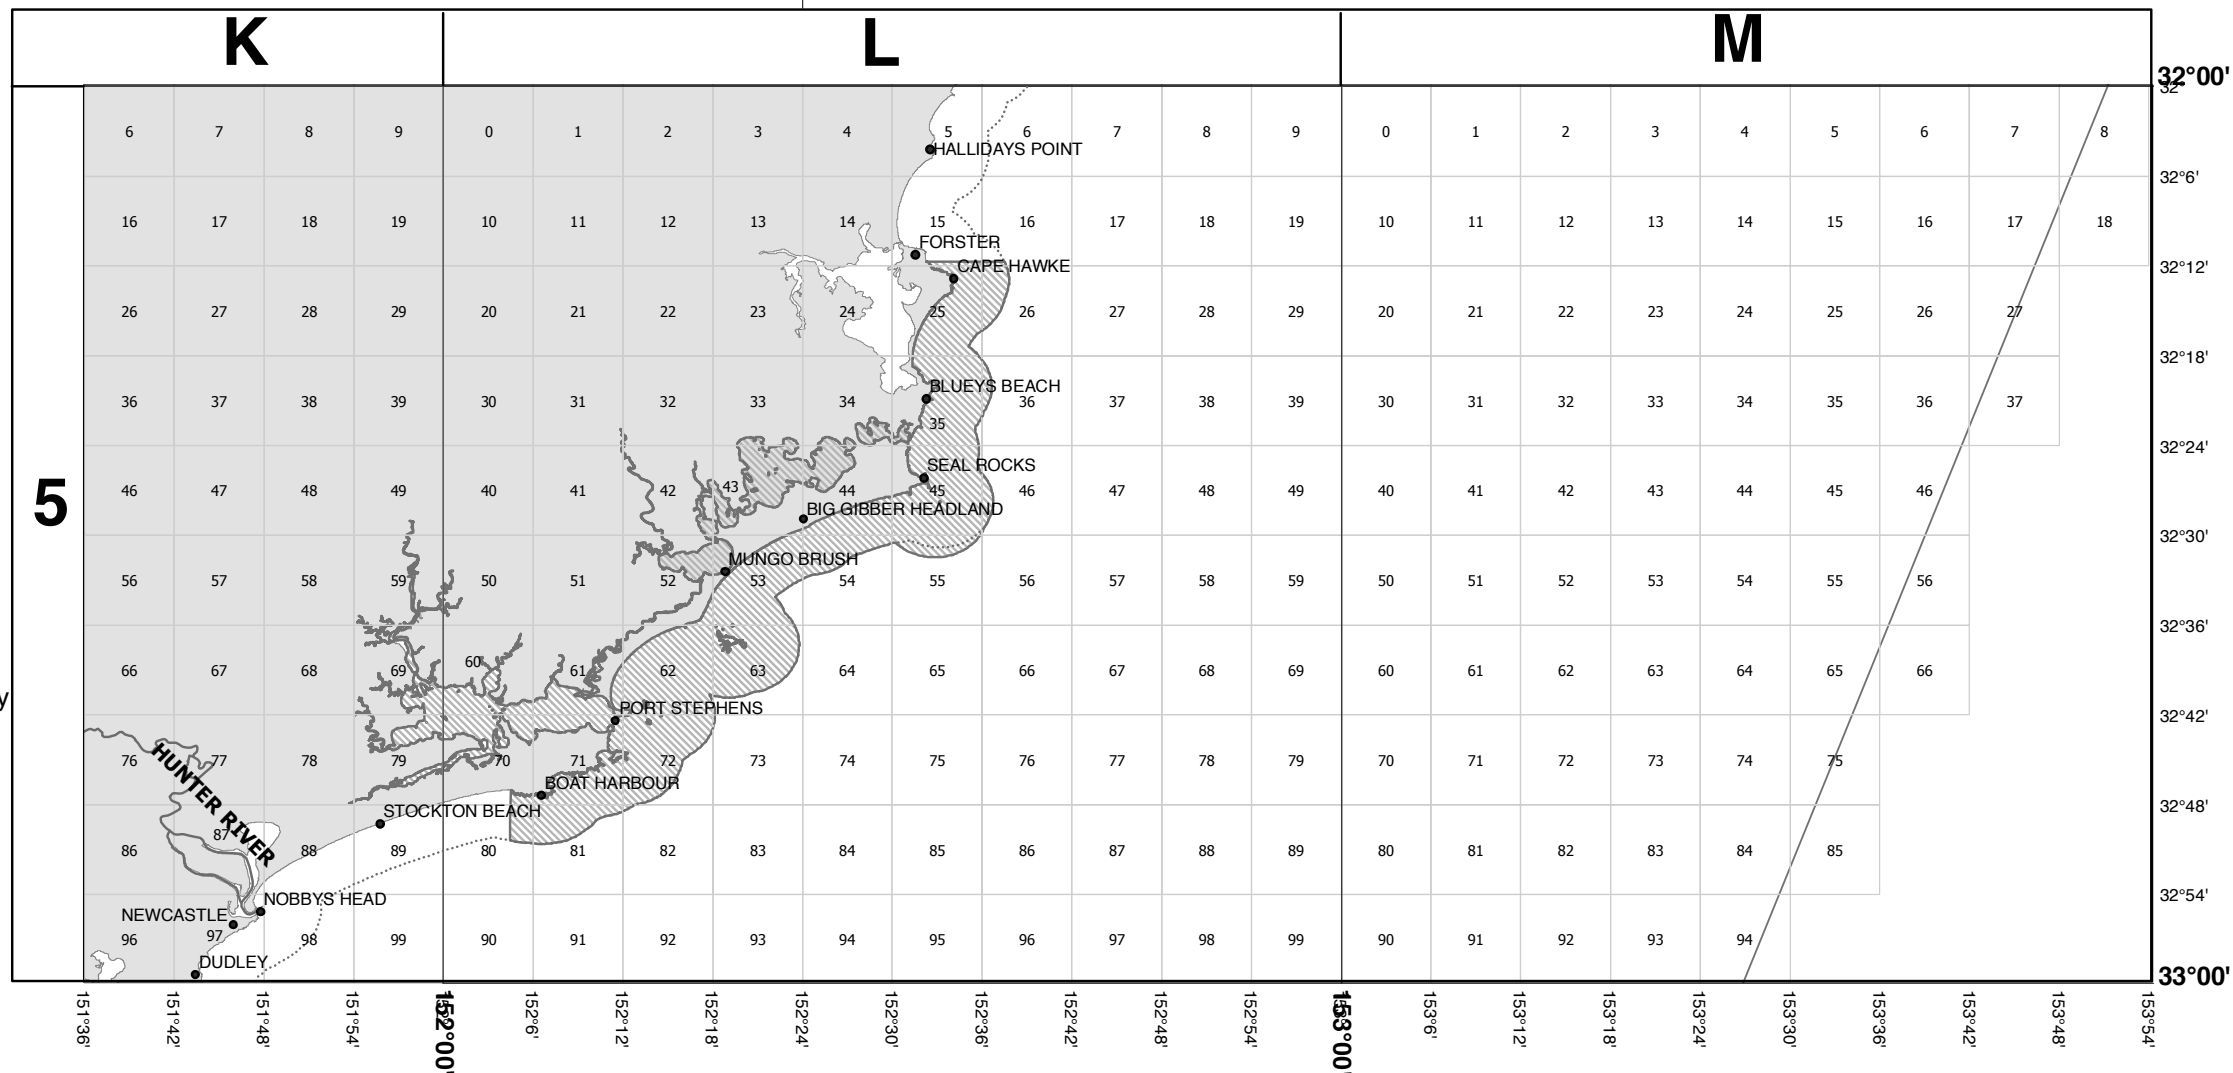 K L M
32°00'
32°
6 7 8 9 0 1 2 3 4 5 6 7 8 9 0 1 2 3 4 5 6 7 8
HALLIDAYS POINT
32°6'
16 17 18 19 10 11 12 13 14 15 16 17 18 19 10 11 12 13 14 15 16 17 18
FORSTER
CAPE HAWKE
32°12'
26 27 28 29 20 21 22 23 24 25 26 27 28 29 20 21 22 23 24 25 26 27
32°18'
BLUEYS BEACH
36 37 38 39 30 31 32 33 34 35 36 37 38 39 30 31 32 33 34 35 36 37
32°24'
SEAL ROCKS
5
46 47 48 49 40 41 42 43 44 45 46 47 48 49 40 41 42 43 44 45 46
BIG GIBBER HEADLAND
32°30'
MUNGO BRUSH
56 57 58 59 50 51 52 53 54 55 56 57 58 59 50 51 52 53 54 55 56
32°36'
66 67 68 69 60 61 62 63 64 65 66 67 68 69 60 61 62 63 64 65 66
y
PORT STEPHENS
32°42'
76 77 78 79 70 71 72 73 74 75 76 77 78 79 70 71 72 73 74 75
HUNTER RIVER
BOAT HARBOUR
32°48'
STOCKTON BEACH
86 87 88 89 80 81 82 83 84 85 86 87 88 89 80 81 82 83 84 85
32°54'
NOBBYS HEAD
NEWCASTLE
96 97 98 99 90 91 92 93 94 95 96 97 98 99 90 91 92 93 94
DUDLEY
33°00'
151°36' 151°42' 151°48' 151°54' 152°00' 152°6' 152°12' 152°18' 152°24' 152°30' 152°36' 152°42' 152°48' 152°54' 153°00' 153°6' 153°12' 153°18' 153°24' 153°30' 153°36' 153°42' 153°48' 153°54'